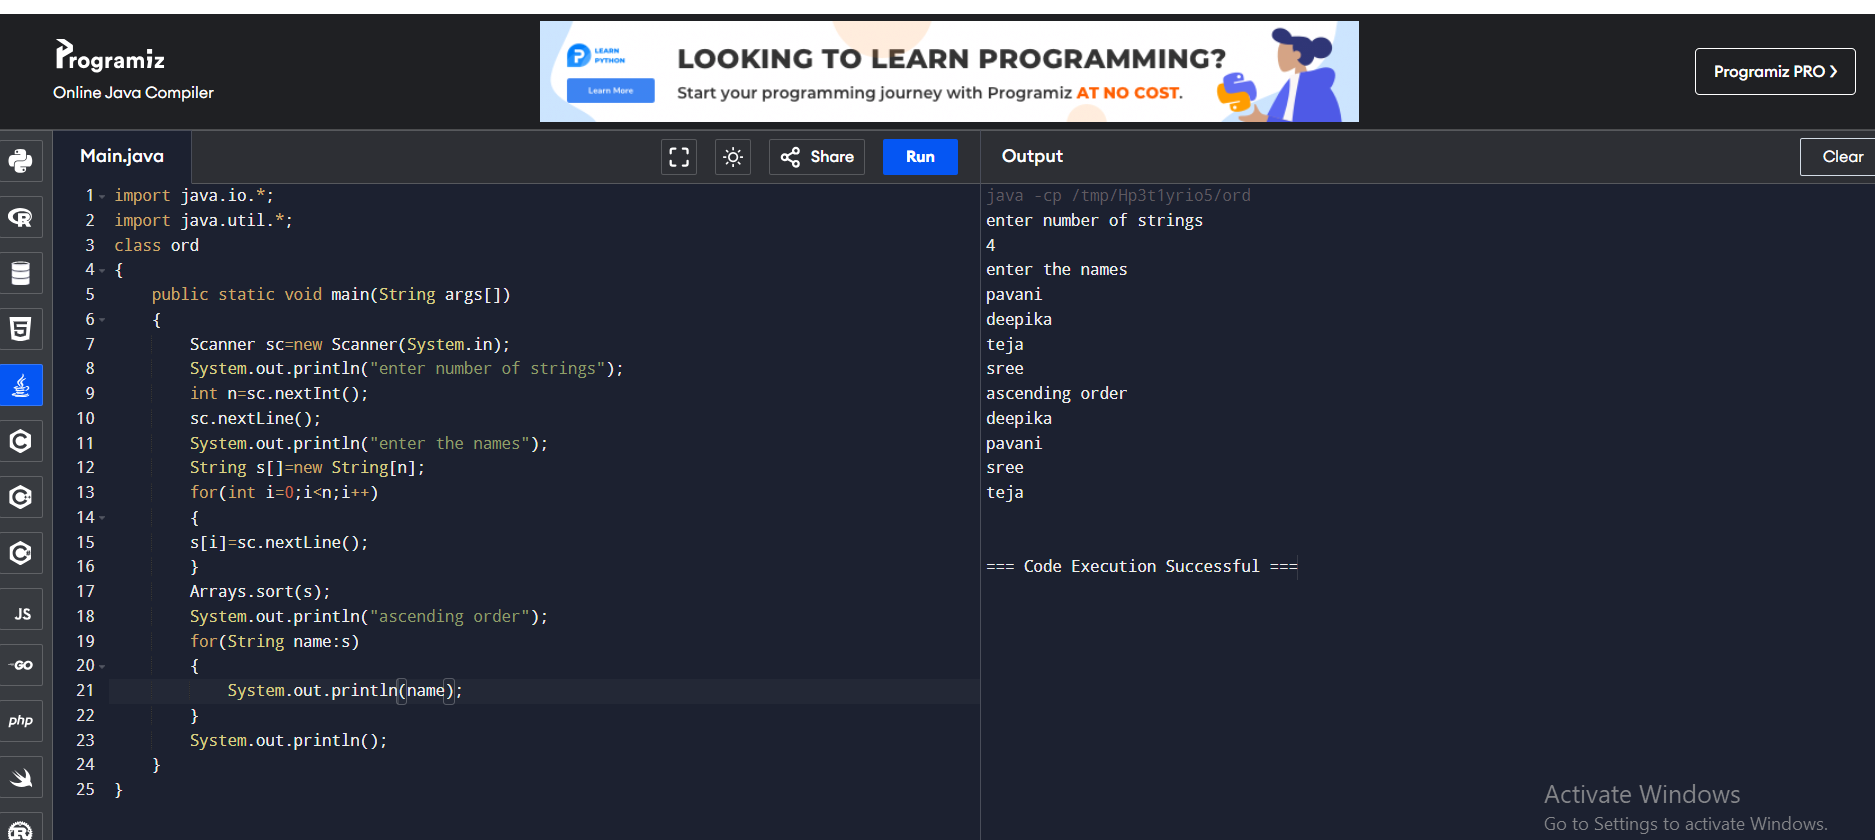 Programiz
Online Java Compiler
LEARN
PYTHON
Learn More
LOOKING TO LEARN PROGRAMMING?
Start your programming journey with Programiz AT NO COST.
Programiz PRO >
Main.java
Share
Run
Output
Clear
1 import java.io.*;
2 import java.util.*;
3 class ord
4 {
5 public static void main(String args[])
6 {
7 Scanner sc=new Scanner(System.in);
8 System.out.println("enter number of strings");
9 int n=sc.nextInt();
10 sc.nextLine();
11 System.out.println("enter the names");
12 String s[]=new String[n];
13 for(int i=0;i<n;i++)
14 {
15 s[i]=sc.nextLine();
16 }
17 Arrays.sort(s);
18 System.out.println("ascending order");
19 for(String name:s)
20 {
21 System.out.println(name);
22 }
23 System.out.println();
24 }
25 }
java -cp /tmp/Hp3t1yrio5/ord
enter number of strings
4
enter the names
pavani
deepika
teja
sree
ascending order
deepika
pavani
sree
teja
=== Code Execution Successful ===
R
5
C
C
C
JS
GO
php
R
Activate Windows
Go to Settings to activate Windows.